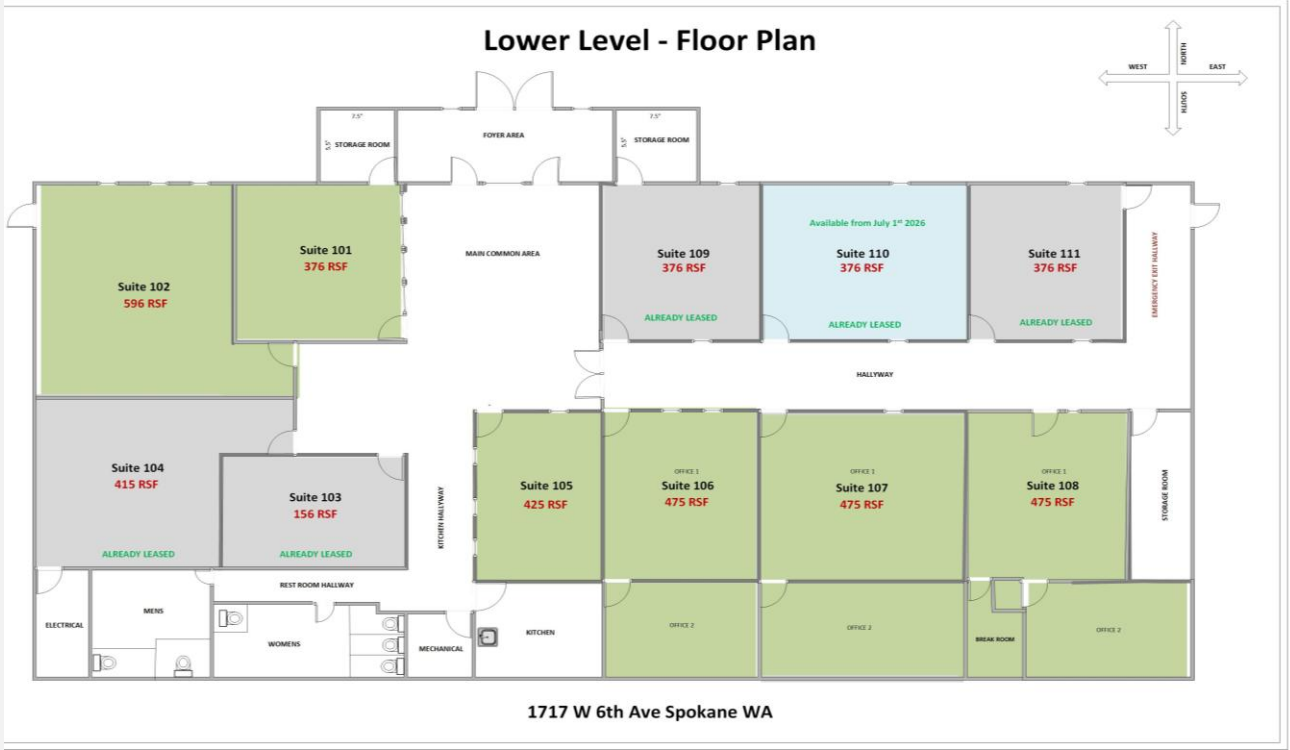 Lower Level - Floor Plan
NORTH
WEST
EAST
SOUTH
7.5"
5.5"
STORAGE ROOM
FOYER AREA
7.5"
5.5"
STORAGE ROOM
Suite 102
596 RSF
Suite 101
376 RSF
MAIN COMMON AREA
Suite 109
376 RSF
ALREADY LEASED
Available from July 1st 2026
Suite 110
376 RSF
ALREADY LEASED
Suite 111
376 RSF
ALREADY LEASED
EMERGENCY EXIT HALLWAY
HALLYWAY
Suite 104
415 RSF
ALREADY LEASED
Suite 103
156 RSF
ALREADY LEASED
KITCHEN HALLYWAY
Suite 105
425 RSF
OFFICE 1
Suite 106
475 RSF
OFFICE 1
Suite 107
475 RSF
OFFICE 1
Suite 108
475 RSF
STORAGE ROOM
REST ROOM HALLWAY
ELECTRICAL
MENS
WOMENS
MECHANICAL
KITCHEN
OFFICE 2
OFFICE 2
BREAK ROOM
OFFICE 2
1717 W 6th Ave Spokane WA